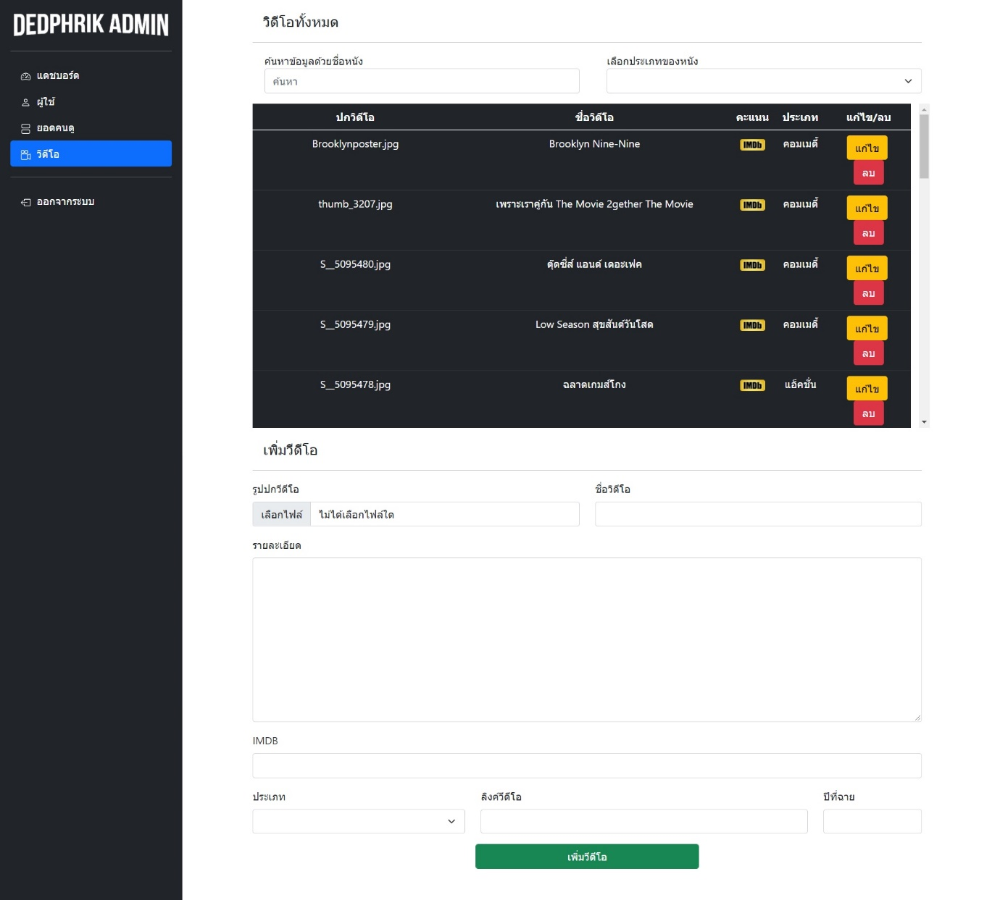 DEDPHRIK ADMIN
แดชบอร์ด
ผู้ใช้
ยอดคนดู
วิดีโอ
ออกจากระบบ
วิดีโอทั้งหมด
ค้นหาข้อมูลด้วยชื่อหนัง
เลือกประเภทของหนัง
ค้นหา
ปกวิดีโอ ชื่อวิดีโอ คะแนน ประเภท แก้ไข/ลบ
Brooklynposter.jpg Brooklyn Nine-Nine IMDb คอมเมดี้ แก้ไข
ลบ
thumb_3207.jpg เพราะเราคู่กัน The Movie 2gether The Movie IMDb คอมเมดี้ แก้ไข
ลบ
S__5095480.jpg ตุ๊ดซี่ส์ แอนด์ เดอะเฟค IMDb คอมเมดี้ แก้ไข
ลบ
S__5095479.jpg Low Season สุขสันต์วันโสด IMDb คอมเมดี้ แก้ไข
ลบ
S__5095478.jpg ฉลาดเกมส์โกง IMDb แอ็คชั่น แก้ไข
ลบ
เพิ่มวีดีโอ
รูปปกวีดีโอ ชื่อวิดีโอ
เลือกไฟล์ ไม่ได้เลือกไฟล์ใด
รายละเอียด
IMDB
ประเภท ลิงค์วีดีโอ ปีที่ฉาย
เพิ่มวีดีโอ